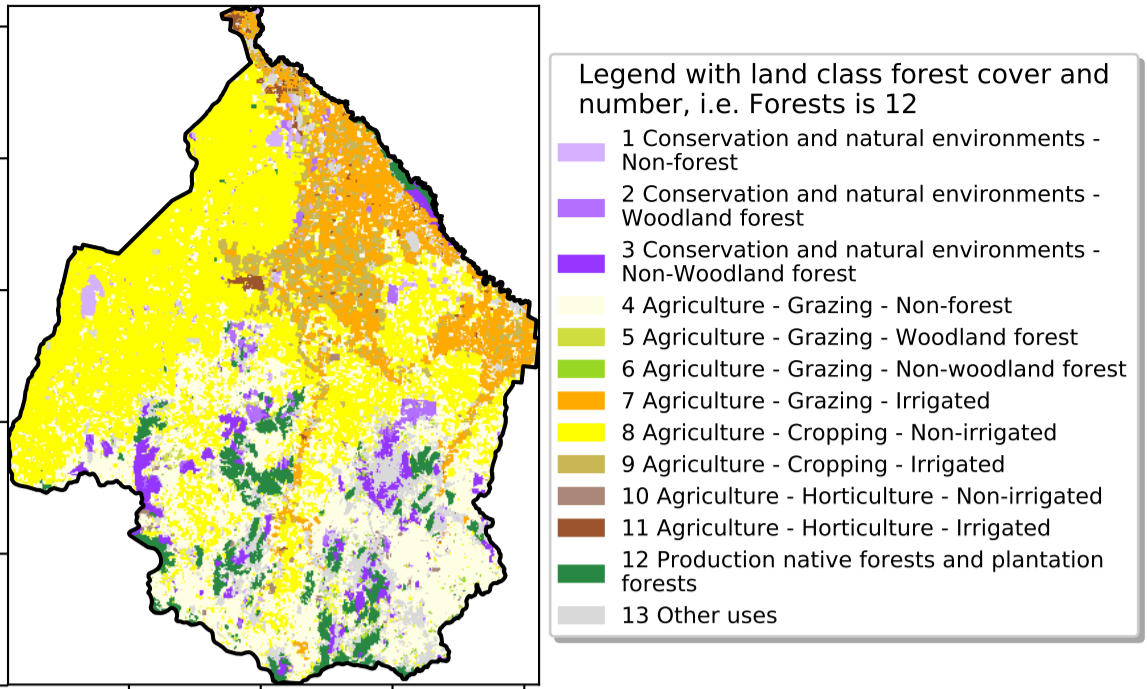 Legend with land class forest cover and
number, i.e. Forests is 12
1 Conservation and natural environments -
Non-forest
2 Conservation and natural environments -
Woodland forest
3 Conservation and natural environments -
Non-Woodland forest
4 Agriculture - Grazing - Non-forest
5 Agriculture - Grazing - Woodland forest
6 Agriculture - Grazing - Non-woodland forest
7 Agriculture - Grazing - Irrigated
8 Agriculture - Cropping - Non-irrigated
9 Agriculture - Cropping - Irrigated
10 Agriculture - Horticulture - Non-irrigated
11 Agriculture - Horticulture - Irrigated
12 Production native forests and plantation
forests
13 Other uses